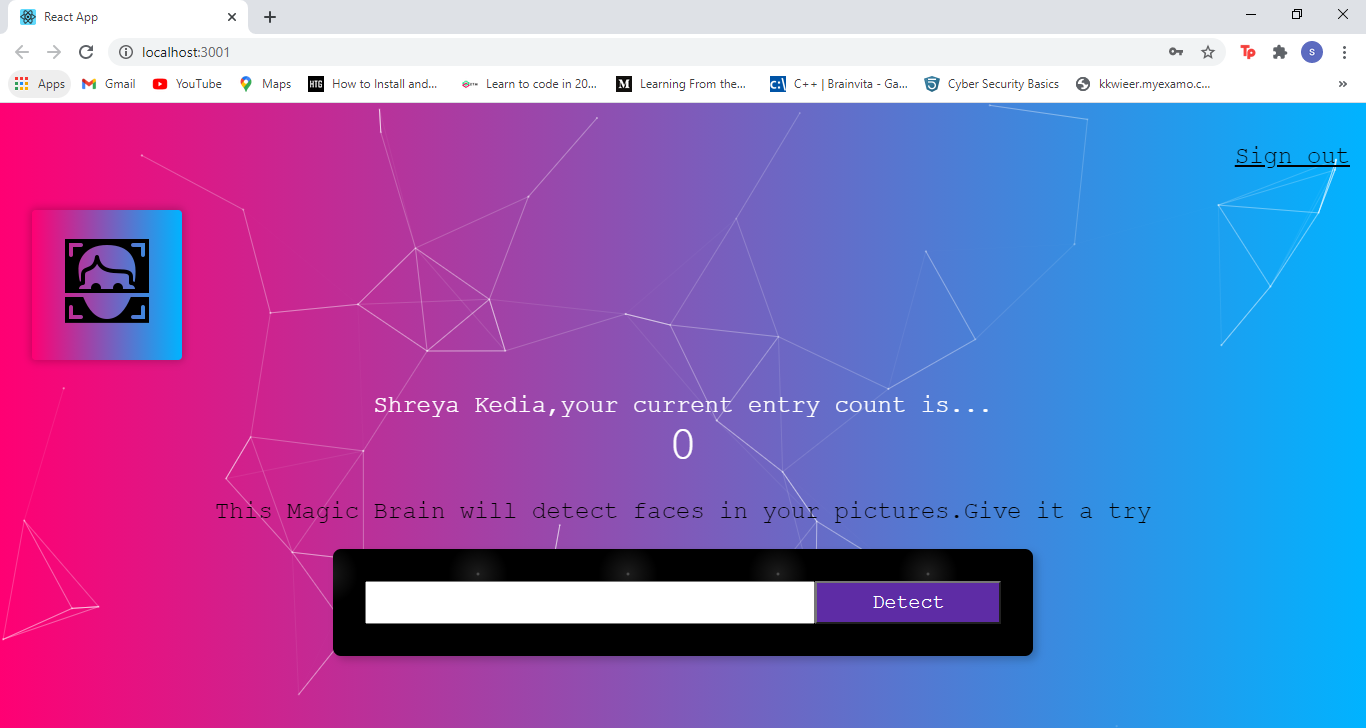 React App
localhost:3001
Tp
S
Apps
Gmail
YouTube
Maps
HTG
How to Install and...
Learn to code in 20...
M
Learning From the...
C:\
C++ | Brainvita - Ga...
Cyber Security Basics
kkwieer.myexamo.c...
»
Sign out
Shreya Kedia,your current entry count is...
0
This Magic Brain will detect faces in your pictures.Give it a try
Detect